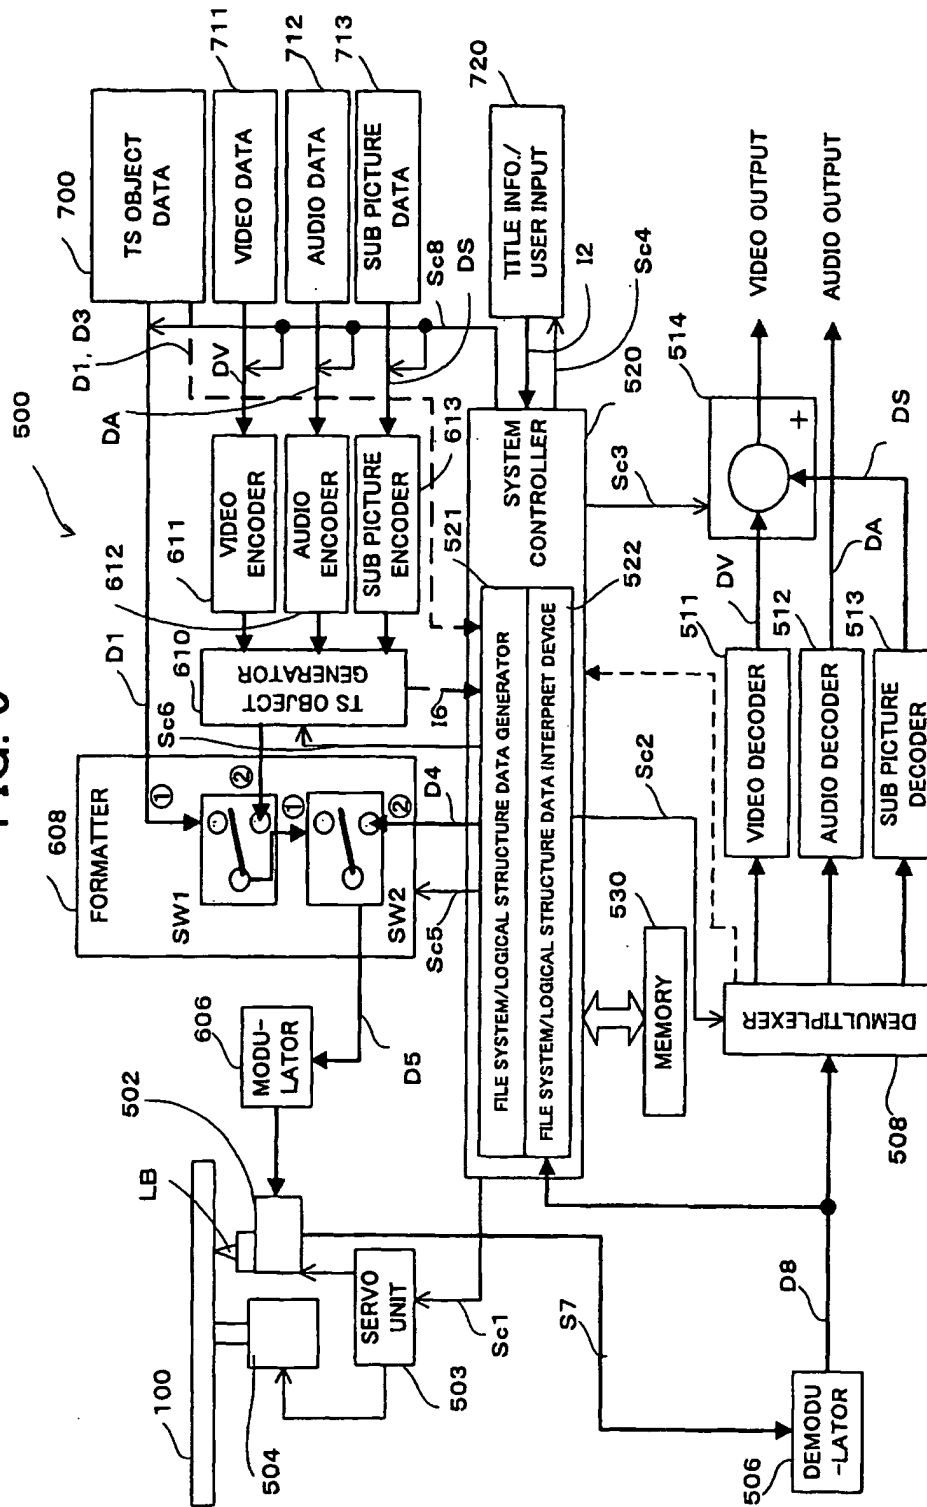 500
100
LB
502
504
SERVO
UNIT
503
Sc1
606
MODU-
LATOR
D5
608
FORMATTER
①
②
SW1
①
②
SW2
Sc5
D4
Sc6
D1
612
611
610
TS OBJECT
GENERATOR
I6
VIDEO
ENCODER
AUDIO
ENCODER
SUB PICTURE
ENCODER
613
D1, D3
DV
DA
700
TS OBJECT
DATA
VIDEO DATA
711
AUDIO DATA
712
SUB PICTURE
DATA
713
Sc8
DS
TITLE INFO./
USER INPUT
720
I2
Sc4
SYSTEM
CONTROLLER
520
521
FILE SYSTEM/LOGICAL STRUCTURE DATA GENERATOR
FILE SYSTEM/LOGICAL STRUCTURE DATA INTERPRET DEVICE
522
MEMORY
530
Sc2
Sc3
S7
DEMODU
-LATOR
506
D8
DEMULTIPLEXER
508
VIDEO DECODER
511
AUDIO DECODER
512
SUB PICTURE
DECODER
513
DV
DA
DS
514
+
VIDEO OUTPUT
AUDIO OUTPUT